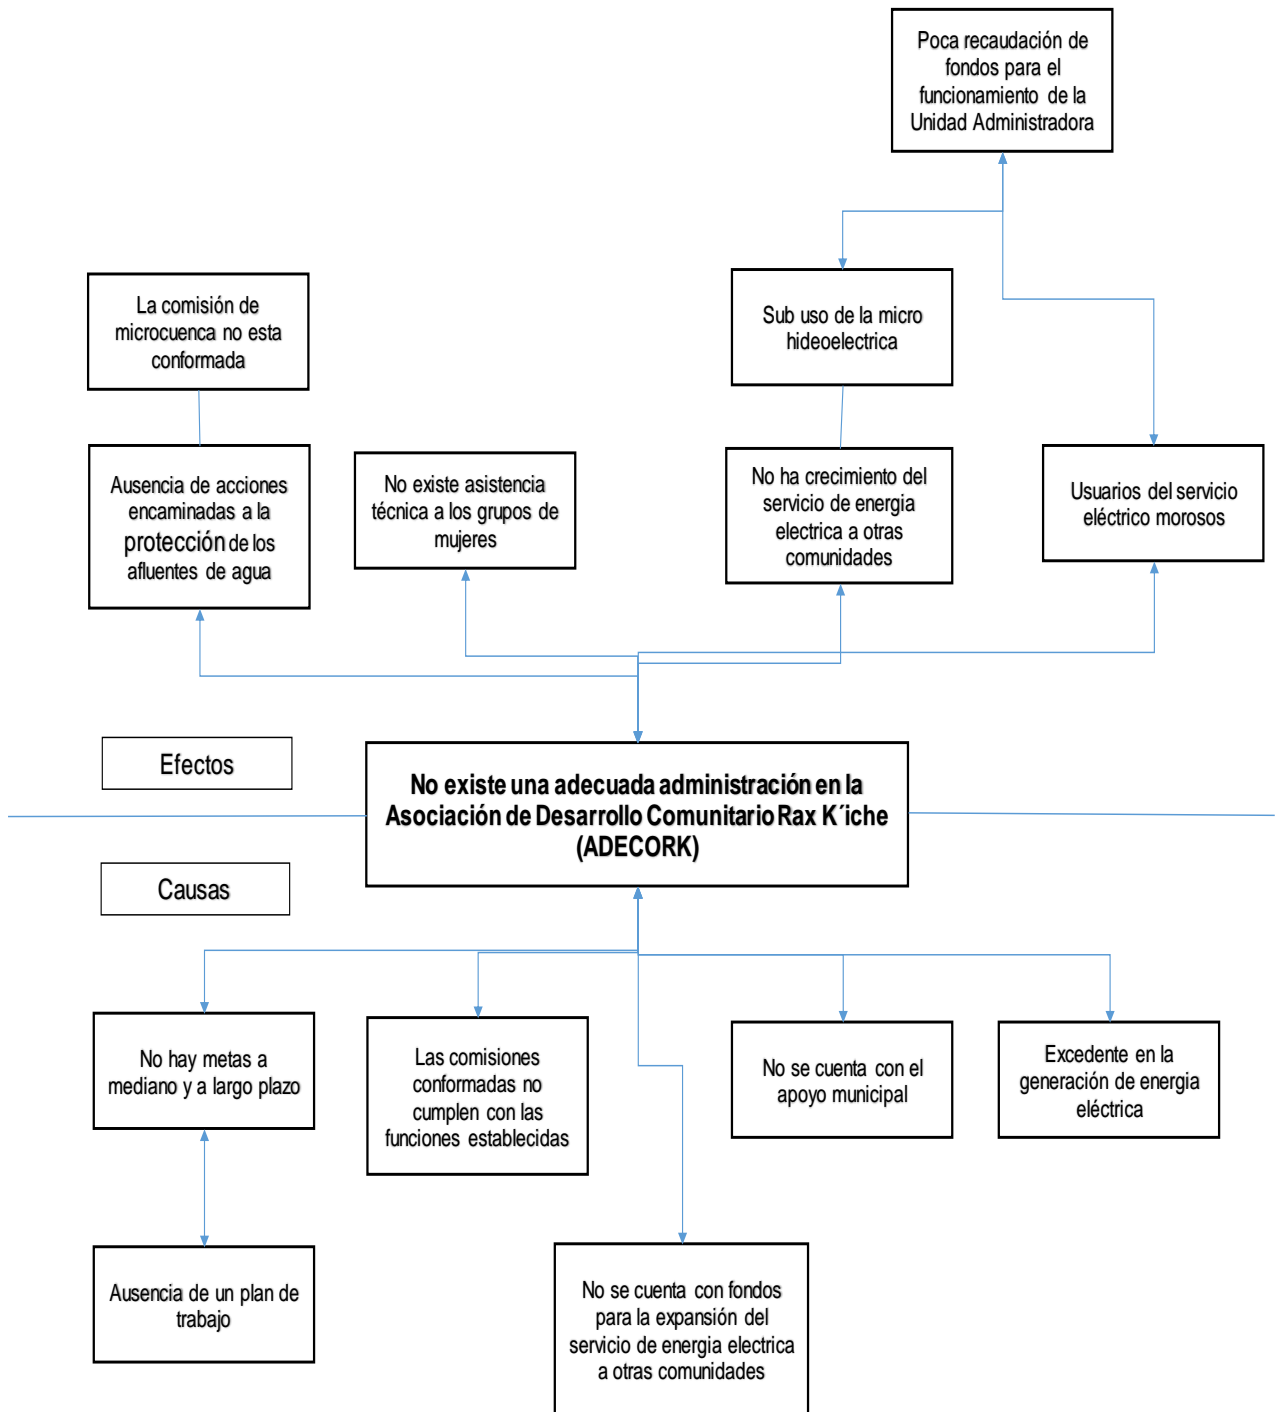 Poca recaudación de
fondos para el
funcionamiento de la
Unidad Administradora
La comisión de
microcuenca no esta
conformada
Sub uso de la micro
hideoelectrica
Ausencia de acciones
encaminadas a la
protección de los
afluentes de agua
No existe asistencia
técnica a los grupos de
mujeres
No ha crecimiento del
servicio de energia
electrica a otras
comunidades
Usuarios del servicio
eléctrico morosos
Efectos
No existe una adecuada administración en la
Asociación de Desarrollo Comunitario Rax K´iche
(ADECORK)
Causas
No hay metas a
mediano y a largo plazo
Las comisiones
conformadas no
cumplen con las
funciones establecidas
No se cuenta con el
apoyo municipal
Excedente en la
generación de energia
eléctrica
Ausencia de un plan de
trabajo
No se cuenta con fondos
para la expansión del
servicio de energia electrica
a otras comunidades